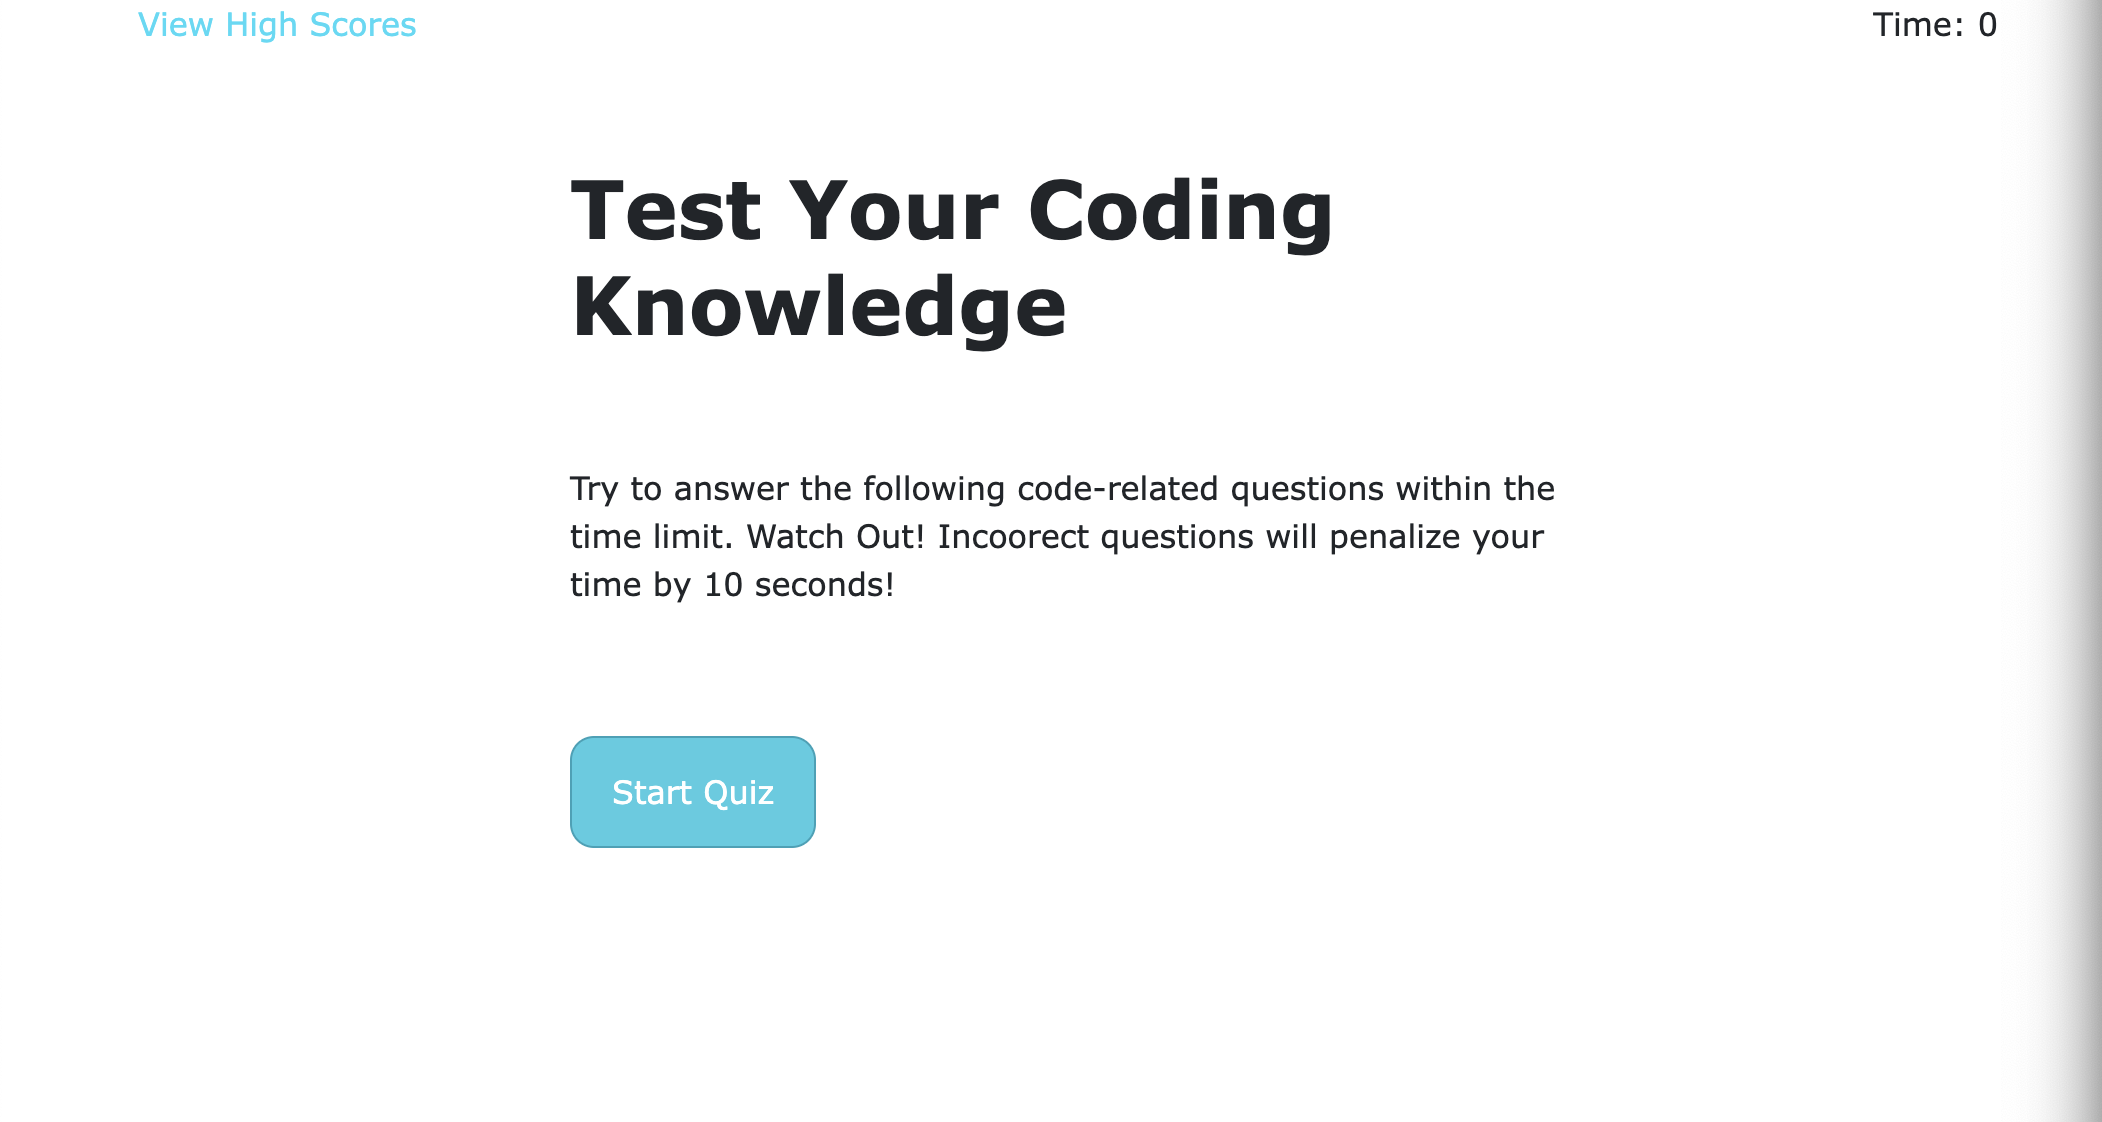 View High Scores
Time: 0
Test Your Coding
Knowledge
Try to answer the following code-related questions within the
time limit. Watch Out! Incoorect questions will penalize your
time by 10 seconds!
Start Quiz